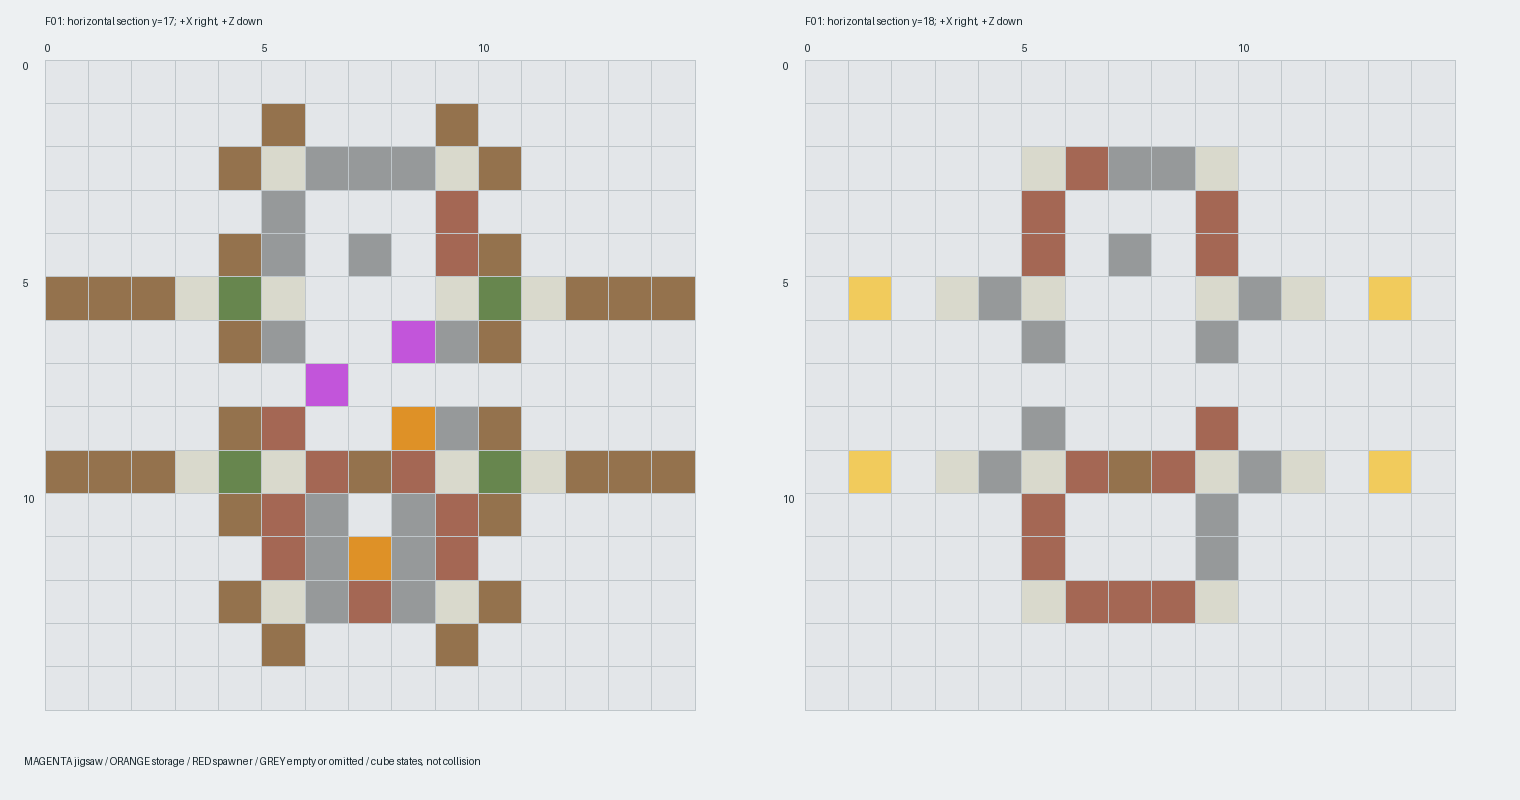 F01: horizontal section y=17; +X right, +Z down
F01: horizontal section y=18; +X right, +Z down
0 5 10
0 5 10
0 0
5 5
10 10
MAGENTA jigsaw / ORANGE storage / RED spawner / GREY empty or omitted / cube states, not collision